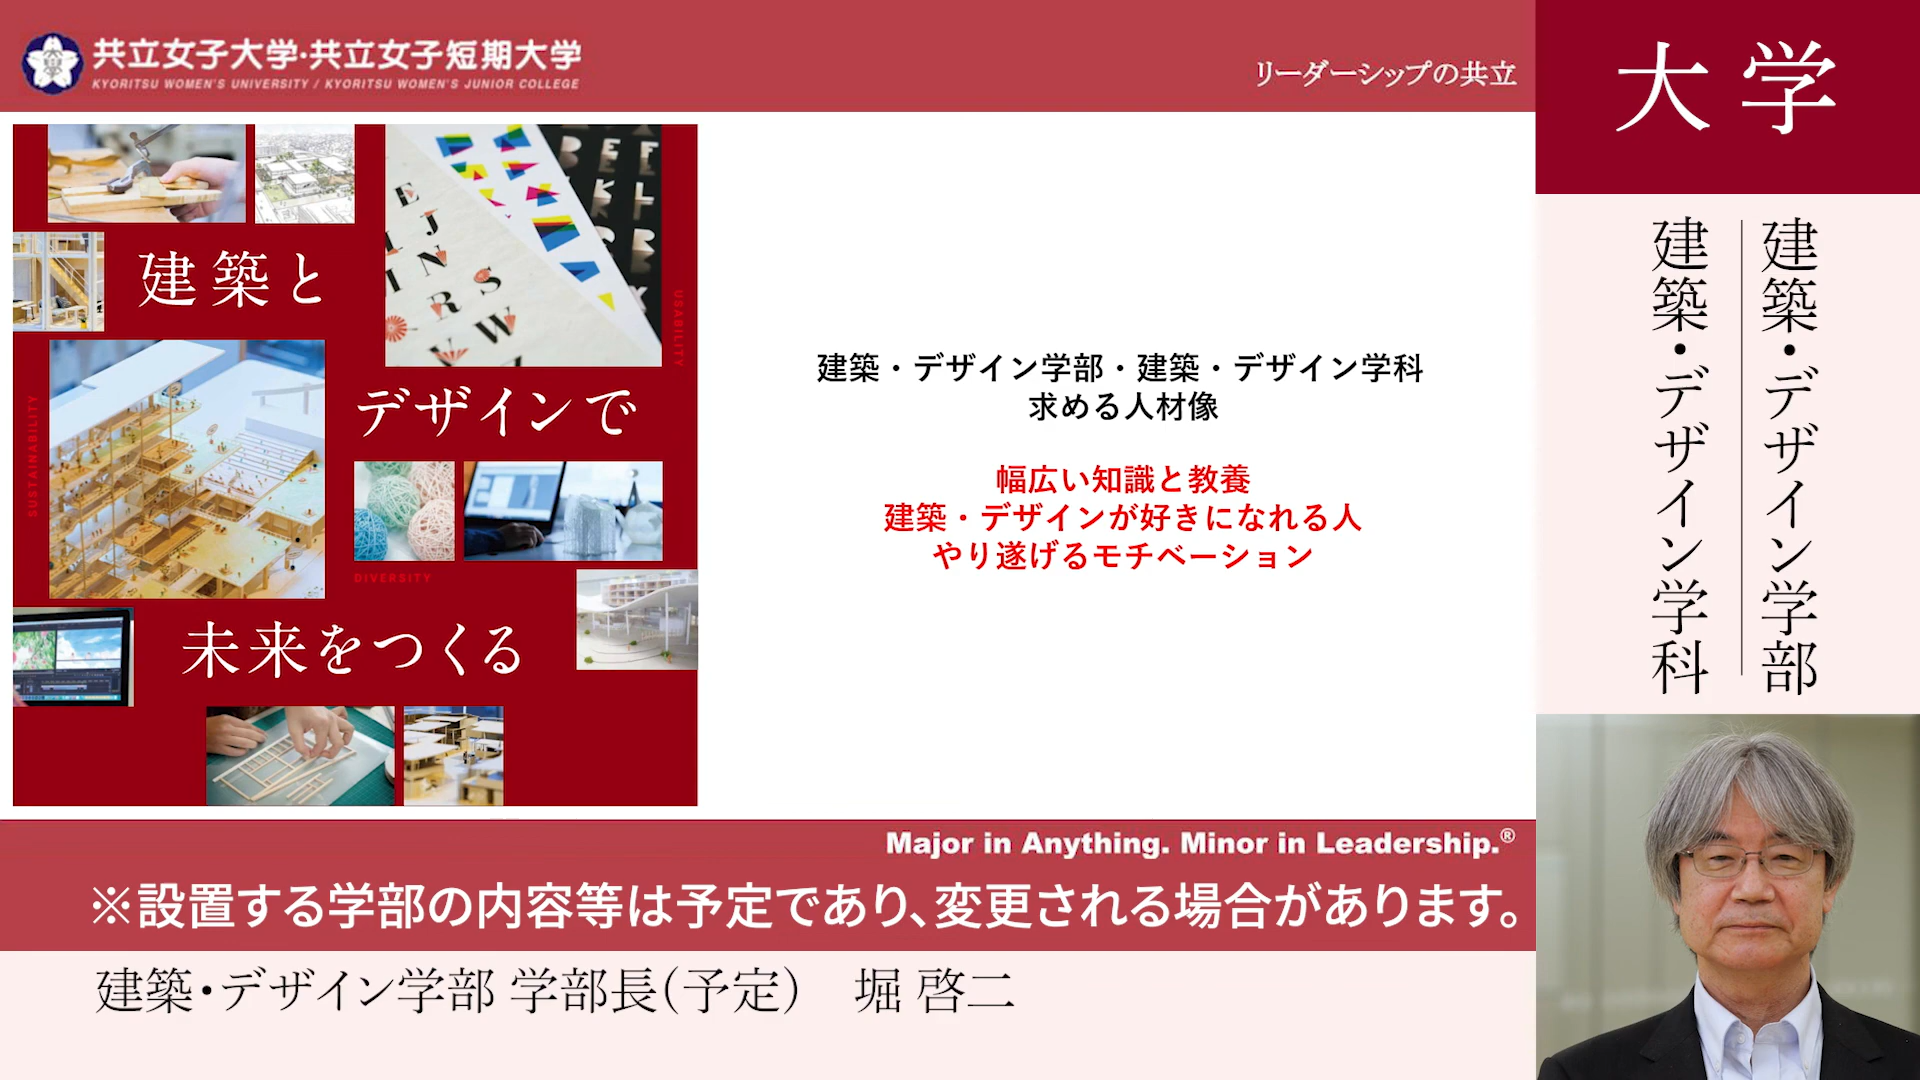 共立女子大学・共立女子短期大学
KYORITSU WOMEN'S UNIVERSITY / KYORITSU WOMEN'S JUNIOR COLLEGE
リーダーシップの共立
大学
建築・デザイン学部
建築・デザイン学科
建築と
デザインで
未来をつくる
USABILITY
SUSTAINABILITY
DIVERSITY
建築・デザイン学部・建築・デザイン学科
求める人材像
幅広い知識と教養
建築・デザインが好きになれる人
やり遂げるモチベーション
Major in Anything. Minor in Leadership.®
※設置する学部の内容等は予定であり、変更される場合があります。
建築・デザイン学部 学部長(予定)　堀 啓二